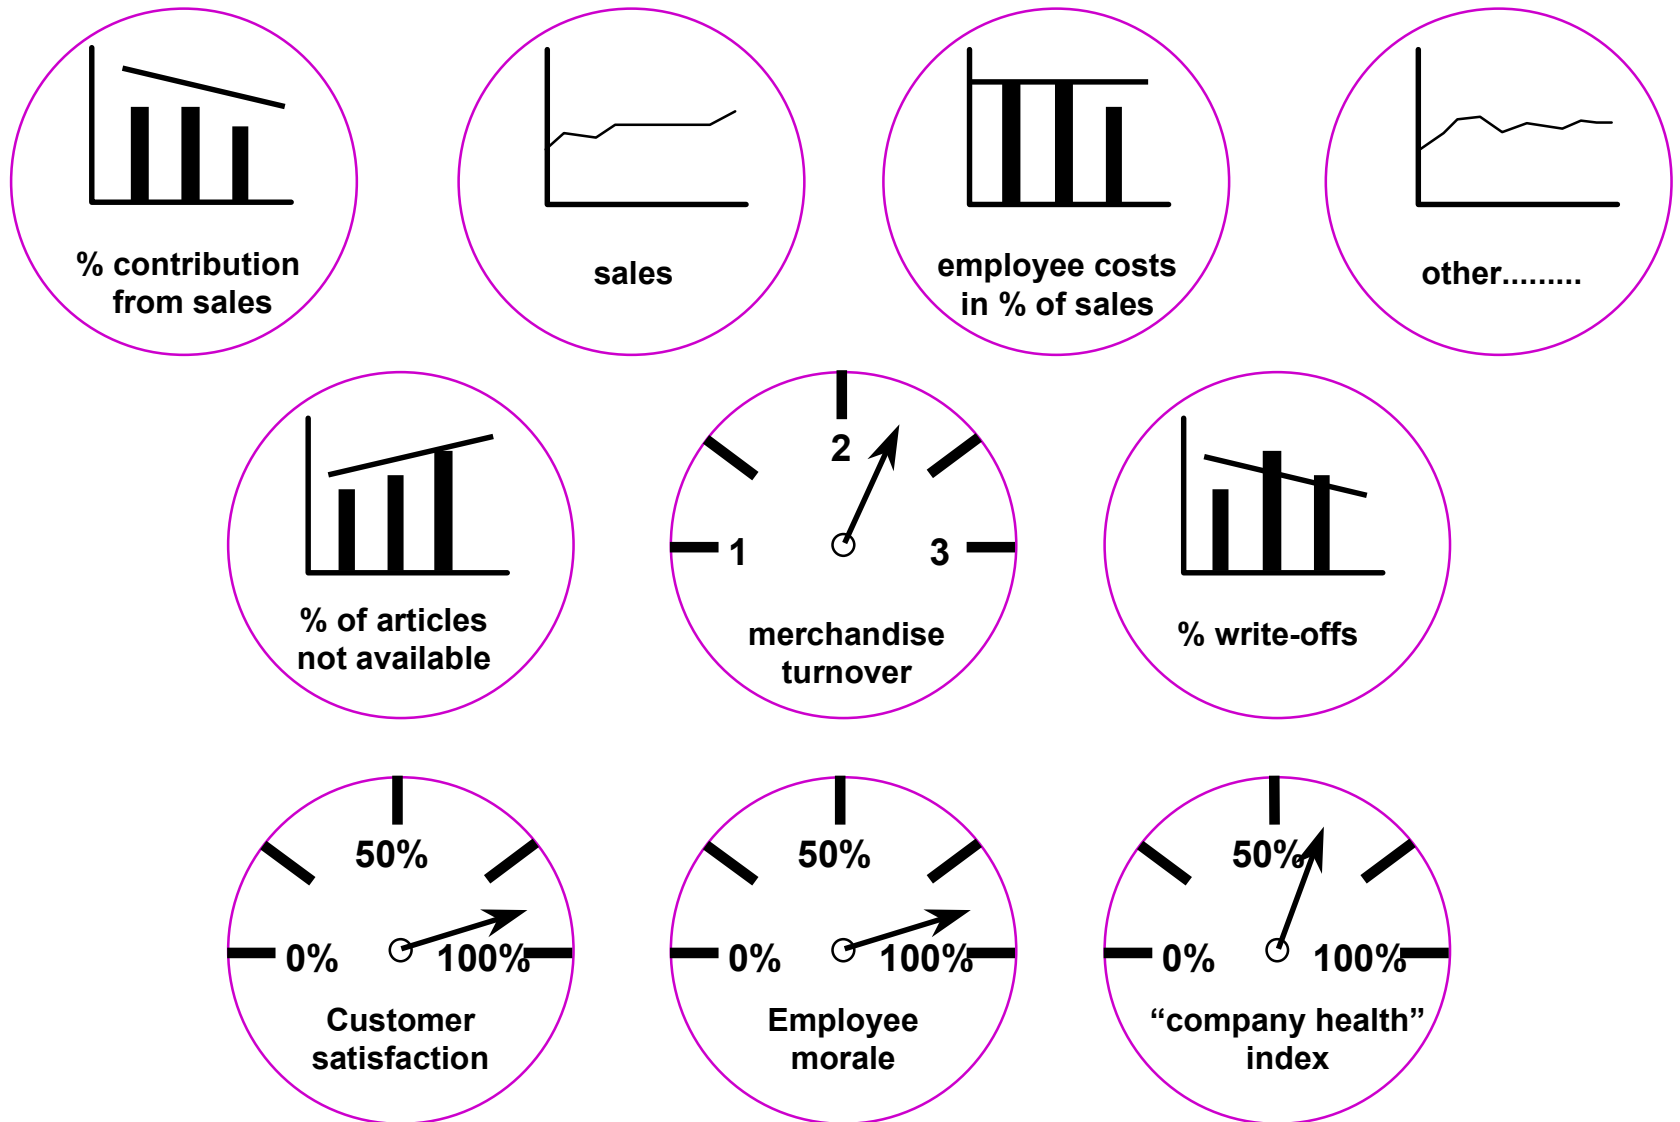 % contribution
from sales
sales
employee costs
in % of sales
other.........
% of articles
not available
2
1
3
merchandise
turnover
% write-offs
50%
0%
100%
Customer
satisfaction
50%
0%
100%
Employee
morale
50%
0%
100%
“company health”
index